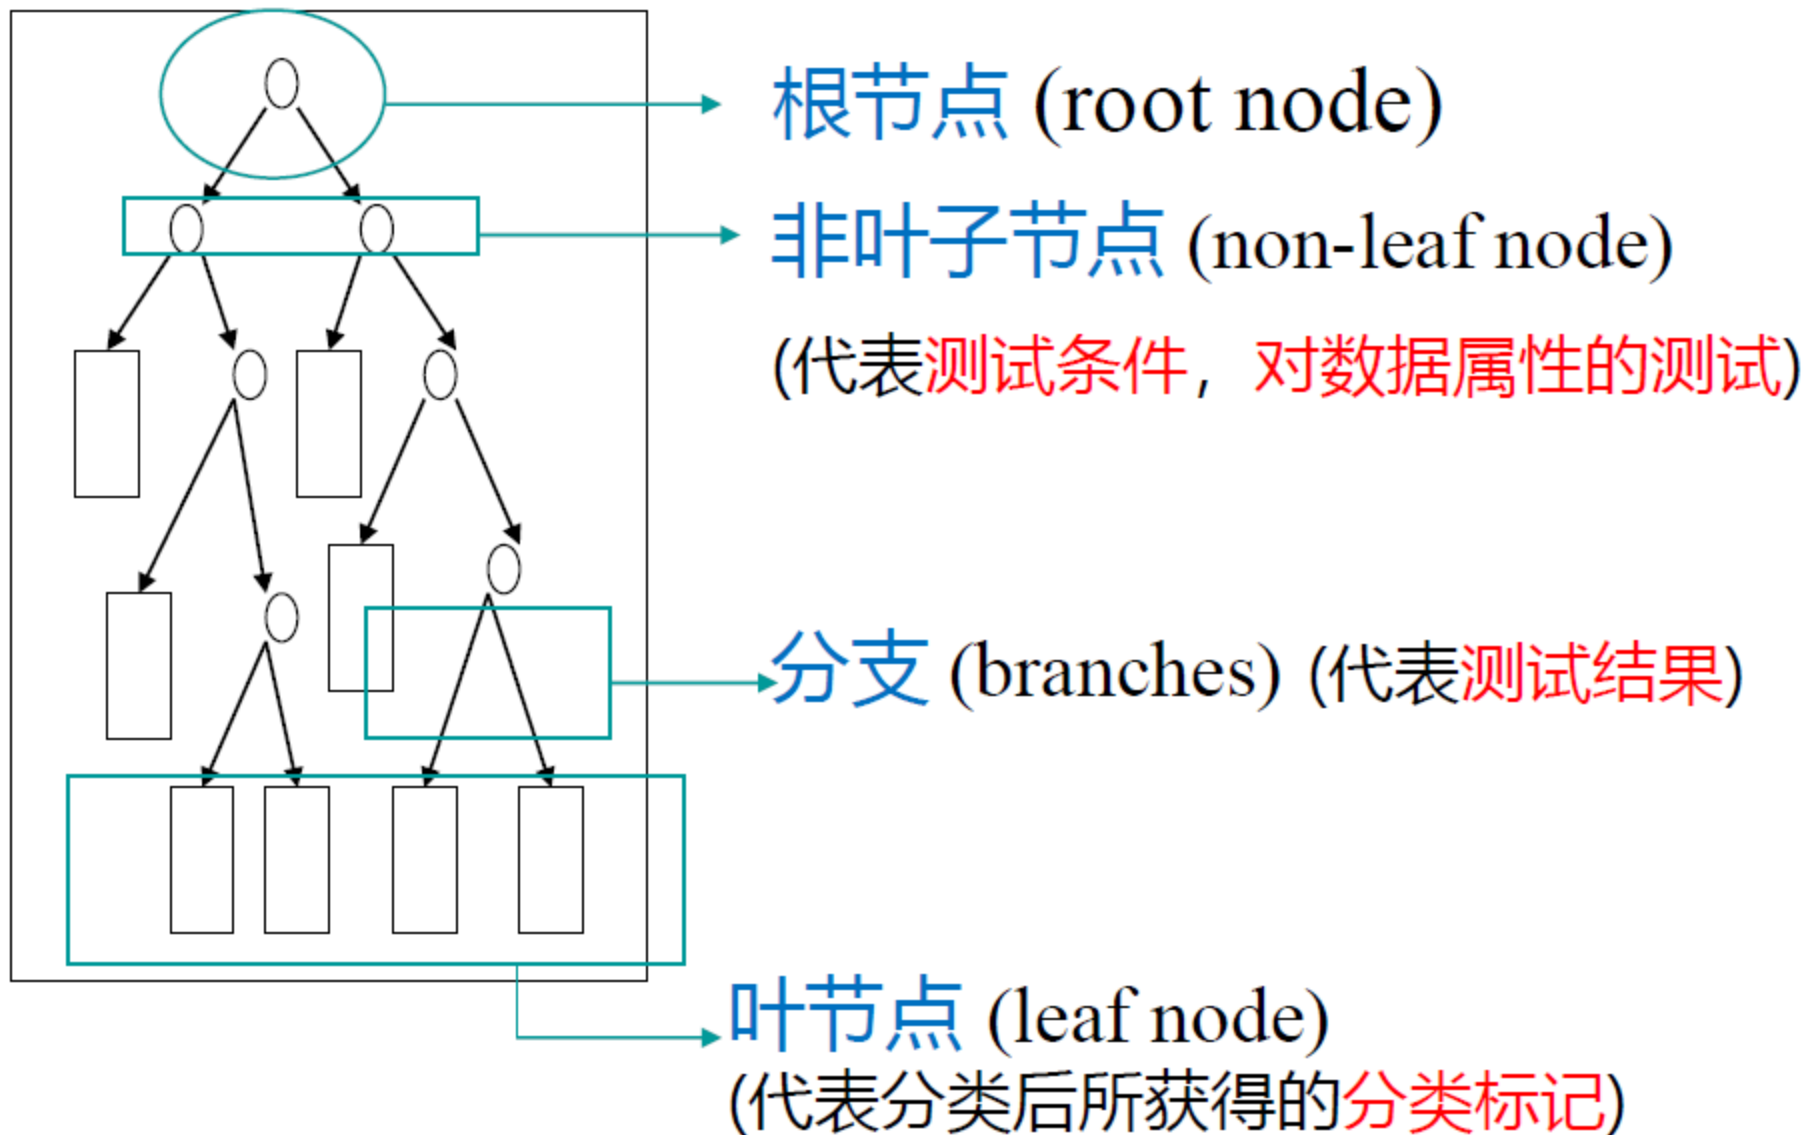 根节点 (root node)
非叶子节点 (non-leaf node)
(代表测试条件，对数据属性的测试)
分支 (branches) (代表测试结果)
叶节点 (leaf node)
(代表分类后所获得的分类标记)